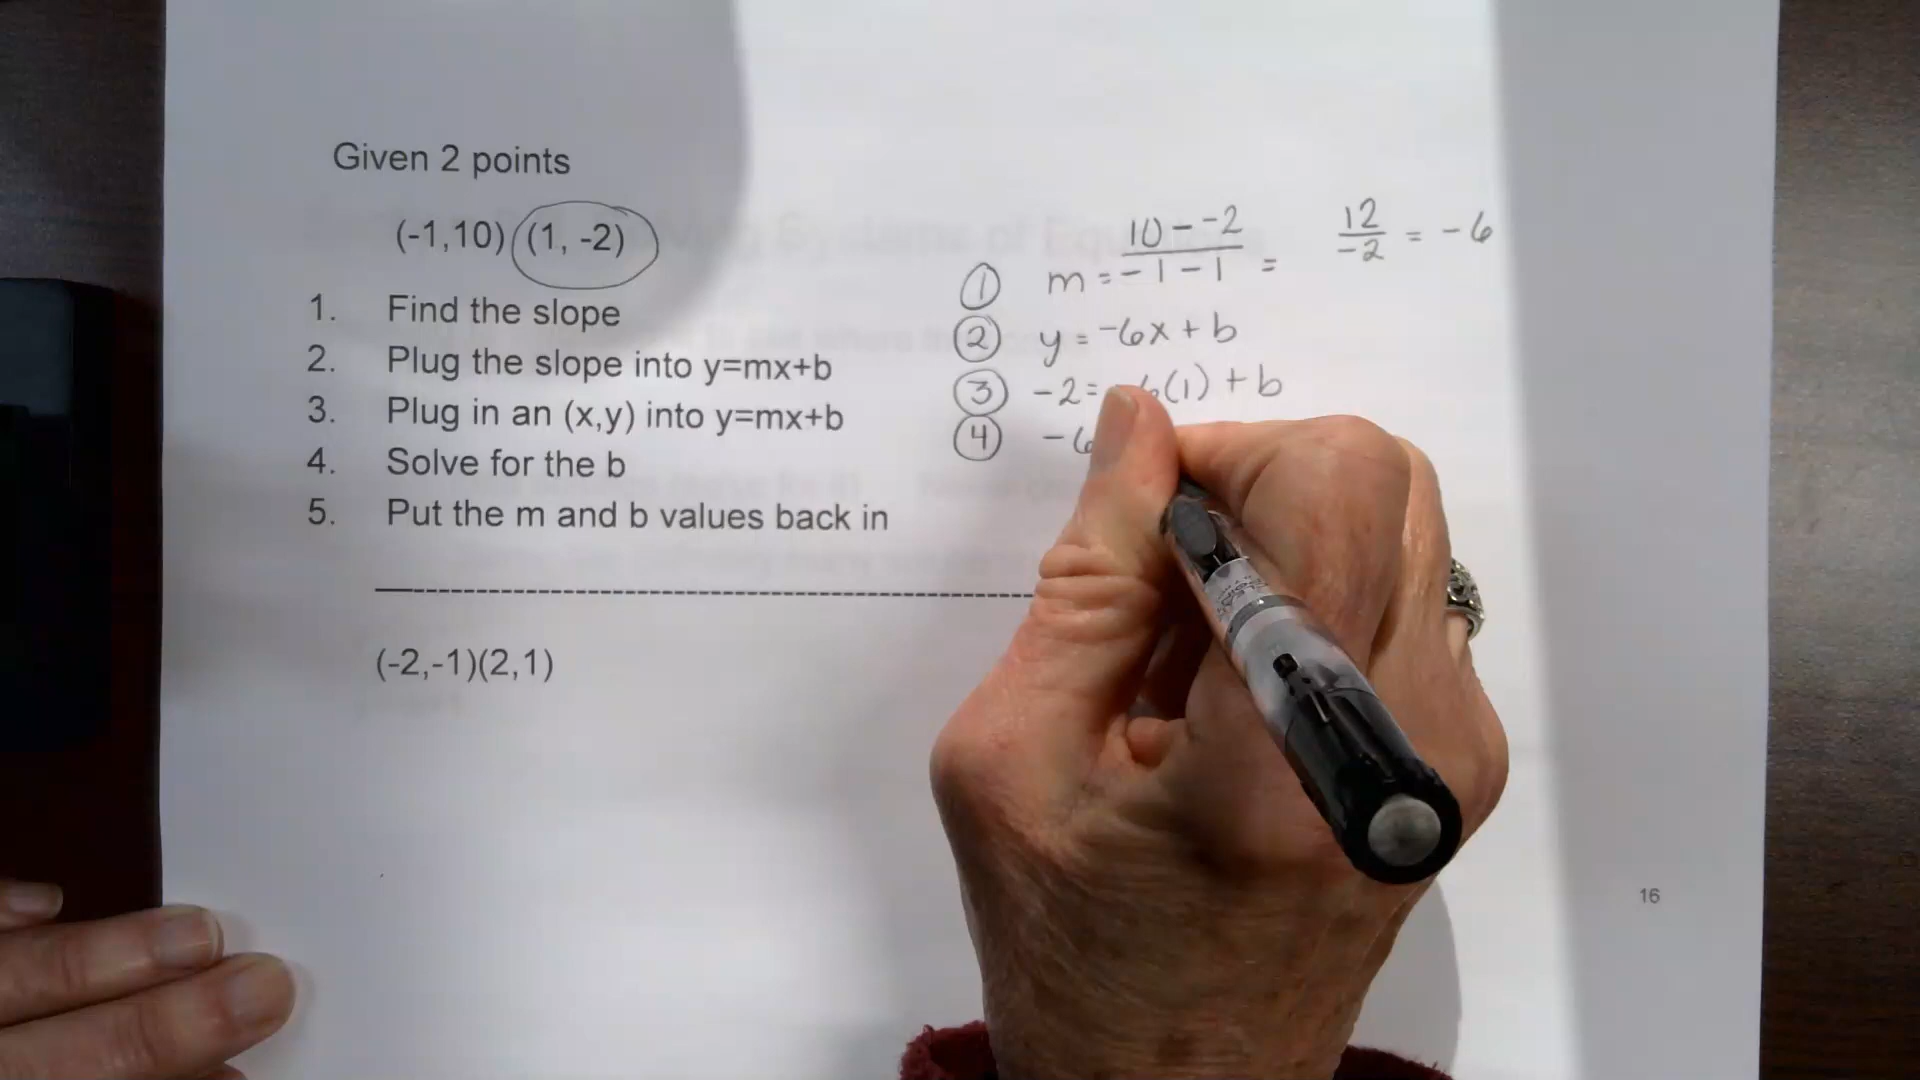 Given 2 points
(-1,10) (1, -2)
1. Find the slope
2. Plug the slope into y=mx+b
3. Plug in an (x,y) into y=mx+b
4. Solve for the b
5. Put the m and b values back in
(-2,-1)(2,1)
① m = 10 - -2 / -1 - 1 = 12 / -2 = -6
② y = -6x + b
③ -2 = -6(1) + b
④ -6
16